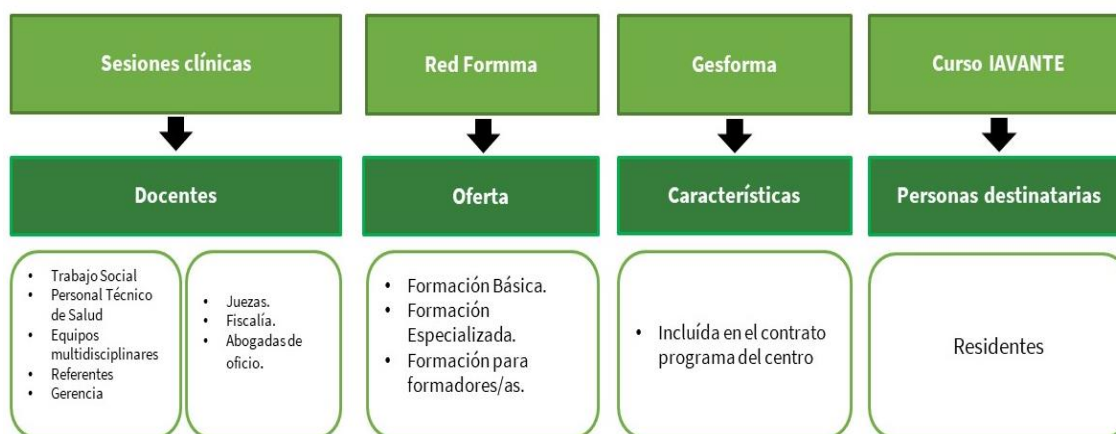 Sesiones clínicas
Red Formma
Gesforma
Curso IAVANTE
Docentes
Oferta
Característícas
Personas destinatarias
• Trabajo Social
• Personal Técnico
de Salud
• Equipos
multidisciplinares
• Referentes
• Gerencia
• Juezas.
• Fiscalía.
• Abogadas de
oficio.
• Formación Básica.
• Formación
Especializada.
• Formación para
formadores/as.
• Incluída en el contrato
programa del centro
Residentes